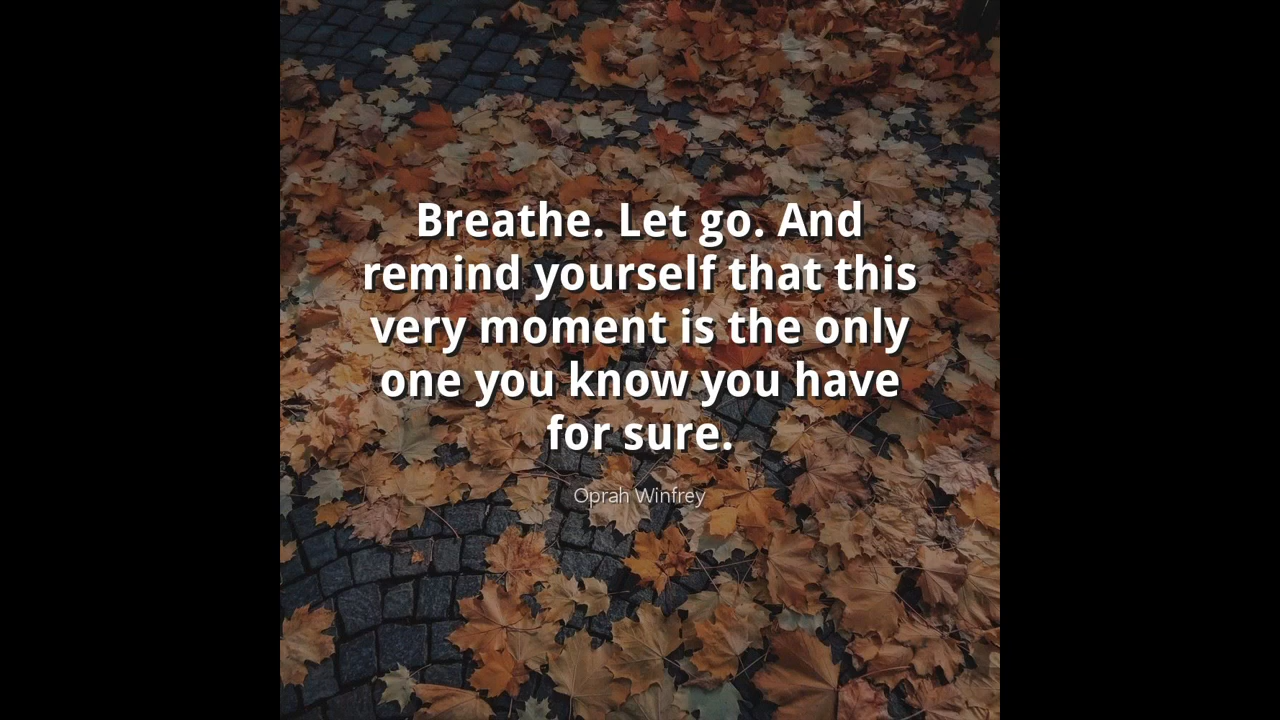 Breathe. Let go. And
remind yourself that this
very moment is the only
one you know you have
for sure.
Oprah Winfrey